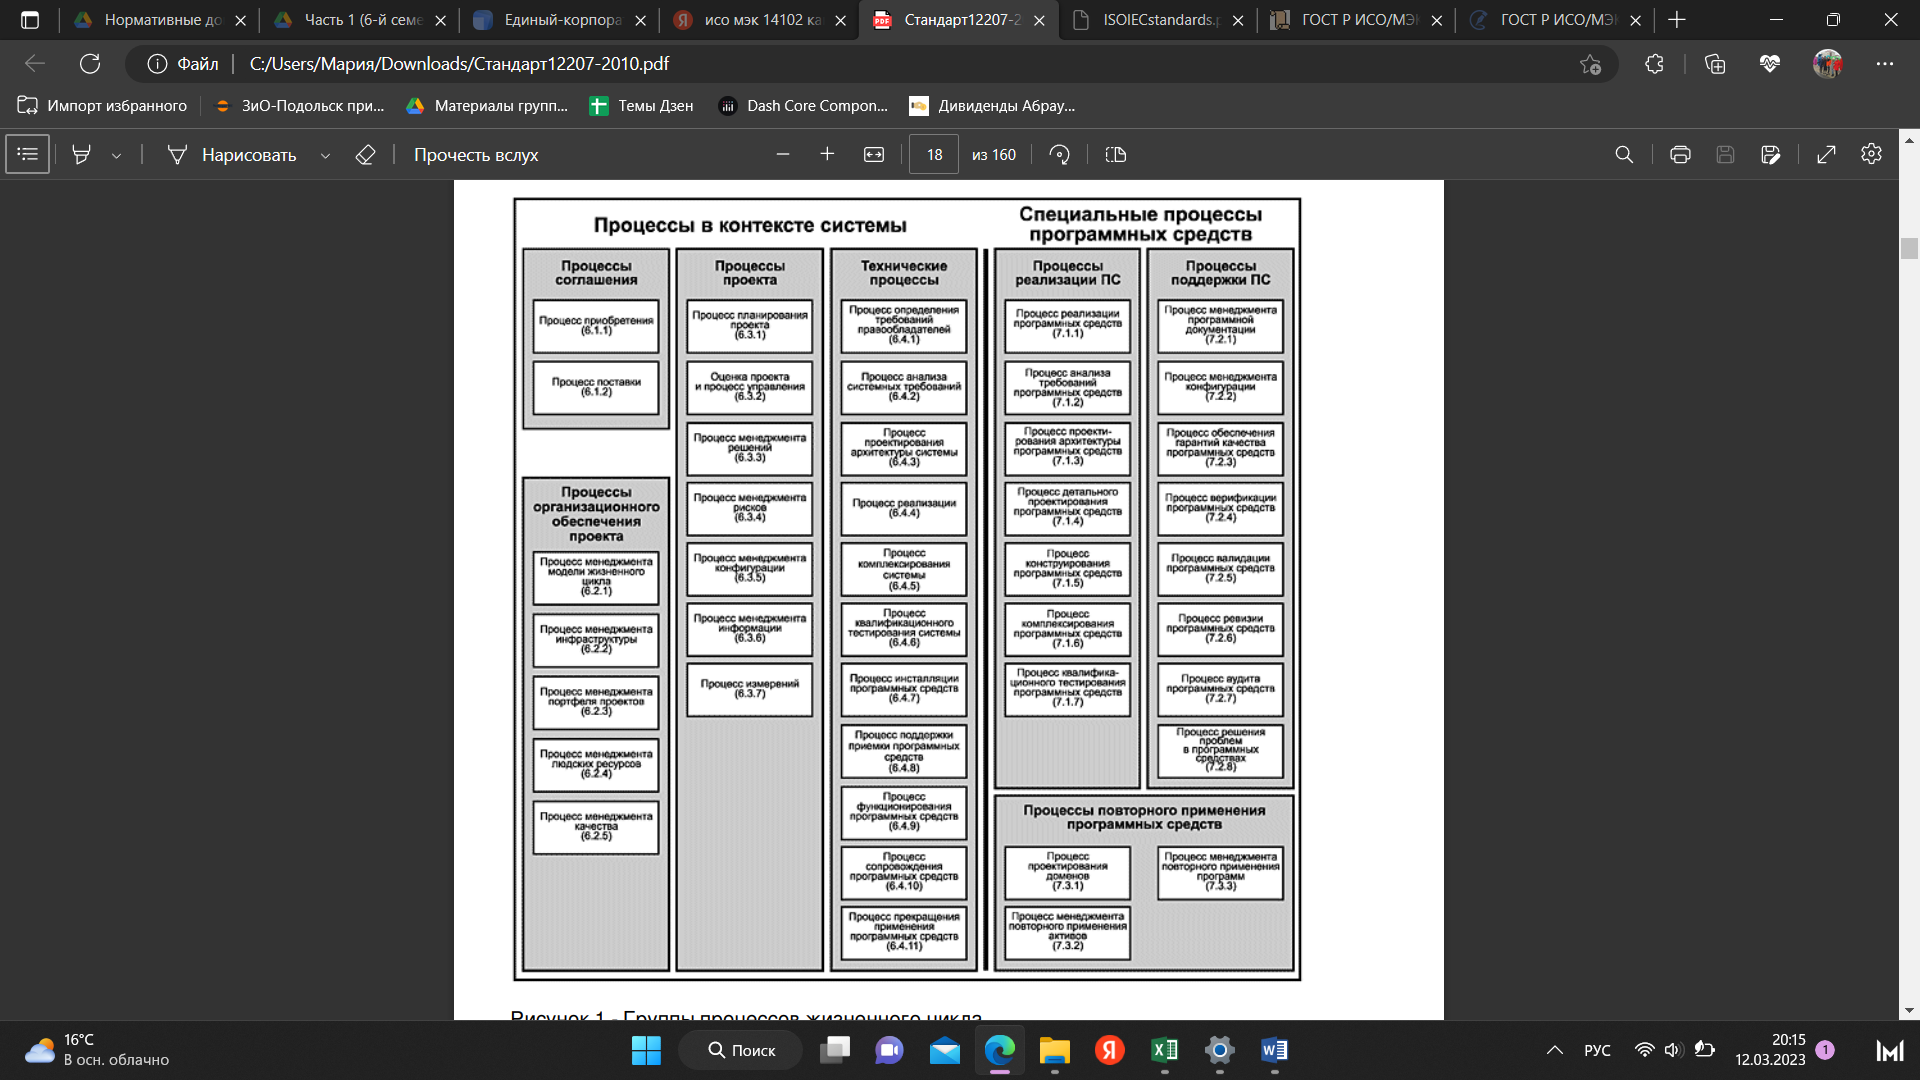 Нормативные до
Часть 1 (6-й семе
Единый-корпора
исо мэк 14102 ка
Стандарт12207-2
ISOIECstandards.p
ГОСТ Р ИСО/МЭК
ГОСТ Р ИСО/МЭК
Файл
C:/Users/Мария/Downloads/Стандарт12207-2010.pdf
Импорт избранного
ЗиО-Подольск при...
Материалы групп...
Темы Дзен
Dash Core Compon...
Дивиденды Абрау...
Нарисовать
Прочесть вслух
18
из 160
Процессы в контексте системы
Специальные процессы
программных средств
Процессы
соглашения
Процесс приобретения
(6.1.1)
Процесс поставки
(6.1.2)
Процессы
организационного
обеспечения
проекта
Процесс менеджмента
модели жизненного
цикла
(6.2.1)
Процесс менеджмента
инфраструктуры
(6.2.2)
Процесс менеджмента
портфеля проектов
(6.2.3)
Процесс менеджмента
людских ресурсов
(6.2.4)
Процесс менеджмента
качества
(6.2.5)
Процессы
проекта
Процесс планирования
проекта
(6.3.1)
Оценка проекта
и процесс управления
(6.3.2)
Процесс менеджмента
решений
(6.3.3)
Процесс менеджмента
рисков
(6.3.4)
Процесс менеджмента
конфигурации
(6.3.5)
Процесс менеджмента
информации
(6.3.6)
Процесс измерений
(6.3.7)
Технические
процессы
Процесс определения
требований
правообладателей
(6.4.1)
Процесс анализа
системных требований
(6.4.2)
Процесс
проектирования
архитектуры системы
(6.4.3)
Процесс реализации
(6.4.4)
Процесс
комплексирования
системы
(6.4.5)
Процесс
квалификационного
тестирования системы
(6.4.6)
Процесс инсталляции
программных средств
(6.4.7)
Процесс поддержки
приемки программных
средств
(6.4.8)
Процесс
функционирования
программных средств
(6.4.9)
Процесс
сопровождения
программных средств
(6.4.10)
Процесс прекращения
применения
программных средств
(6.4.11)
Процессы
реализации ПС
Процесс реализации
программных средств
(7.1.1)
Процесс анализа
требований
программных средств
(7.1.2)
Процесс проекти-
рования архитектуры
программных средств
(7.1.3)
Процесс детального
проектирования
программных средств
(7.1.4)
Процесс
конструирования
программных средств
(7.1.5)
Процесс
комплексирования
программных средств
(7.1.6)
Процесс квалифика-
ционного тестирования
программных средств
(7.1.7)
Процессы
поддержки ПС
Процесс менеджмента
программной
документации
(7.2.1)
Процесс менеджмента
конфигурации
(7.2.2)
Процесс обеспечения
гарантий качества
программных средств
(7.2.3)
Процесс верификации
программных средств
(7.2.4)
Процесс валидации
программных средств
(7.2.5)
Процесс ревизии
программных средств
(7.2.6)
Процесс аудита
программных средств
(7.2.7)
Процесс решения
проблем
в программных
средствах
(7.2.8)
Процессы повторного применения
программных средств
Процесс
проектирования
доменов
(7.3.1)
Процесс менеджмента
повторного применения
активов
(7.3.2)
Процесс менеджмента
повторного применения
программ
(7.3.3)
Рисунок 1 - Группы процессов жизненного цикла
16°C
В осн. облачно
Поиск
РУС
20:15
12.03.2023
1